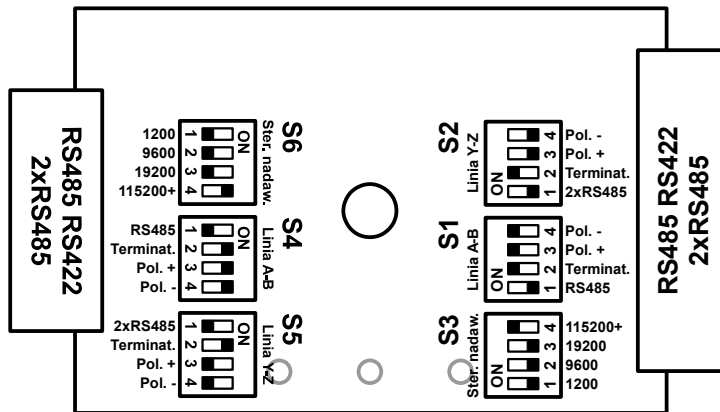 RS485 RS422
2xRS485
1200
9600
19200
115200+
1
2
3
4
ON
Ster. nadaw.
S6
RS485
Terminat.
Pol. +
Pol. -
1
2
3
4
ON
Linia A-B
S4
2xRS485
Terminat.
Pol. +
Pol. -
1
2
3
4
ON
Linia Y-Z
S5
S2
Linia Y-Z
ON
4
3
2
1
Pol. -
Pol. +
Terminat.
2xRS485
S1
Linia A-B
ON
4
3
2
1
Pol. -
Pol. +
Terminat.
RS485
S3
Ster. nadaw.
ON
4
3
2
1
115200+
19200
9600
1200
RS485 RS422
2xRS485